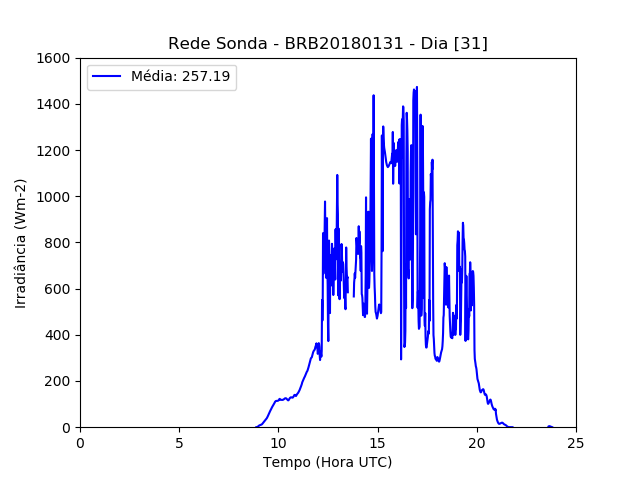 Rede Sonda - BRB20180131 - Dia [31]
Média: 257.19
1600
1400
1200
1000
800
600
400
200
0
Irradiância (Wm-2)
0 5 10 15 20 25
Tempo (Hora UTC)